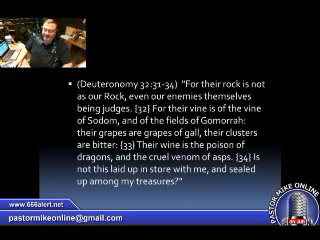 ▪ (Deuteronomy 32:31-34) "For their rock is not
as our Rock, even our enemies themselves
being judges. {32} For their vine is of the vine
of Sodom, and of the fields of Gomorrah:
their grapes are grapes of gall, their clusters
are bitter: {33} Their wine is the poison of
dragons, and the cruel venom of asps. {34} Is
not this laid up in store with me, and sealed
up among my treasures?"
www.666alert.net
pastormikeonline@gmail.com
PASTOR MIKE ONLINE
ON AIR